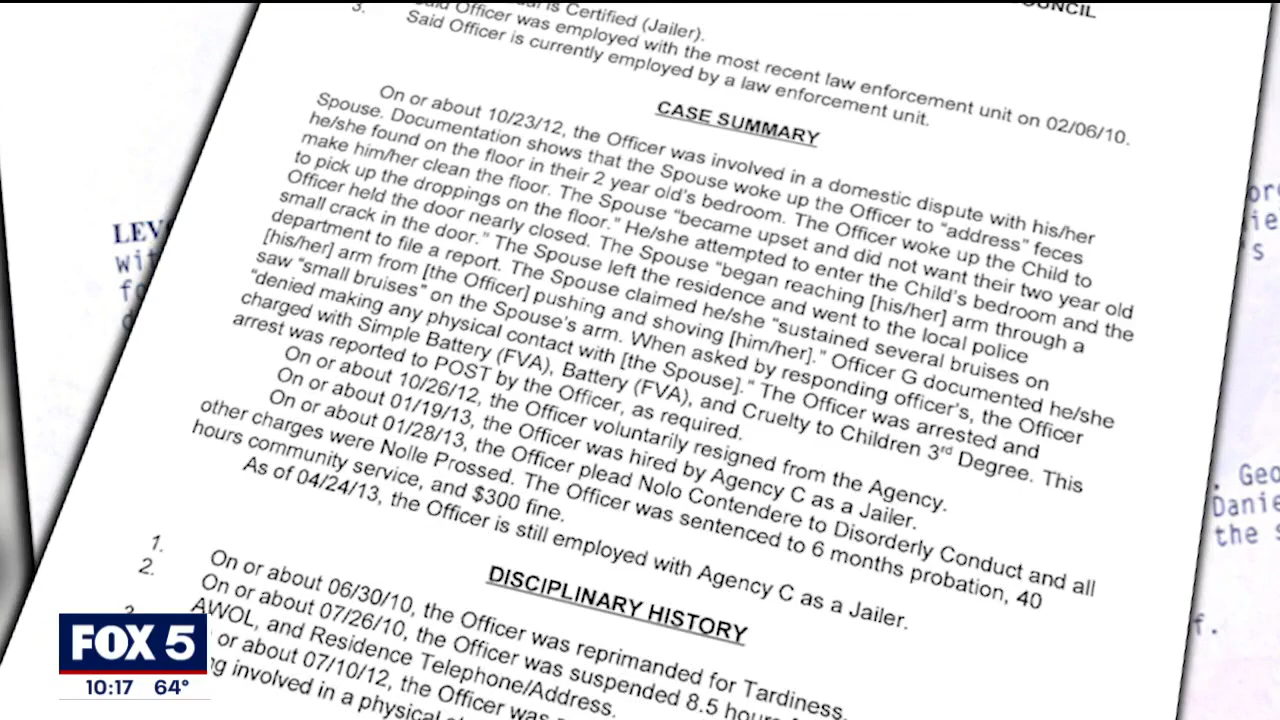 OUNCIL
is Certified (Jailer).
3. Said Officer was employed with the most recent law enforcement unit on 02/06/10.
Said Officer is currently employed by a law enforcement unit.
CASE SUMMARY
On or about 10/23/12, the Officer was involved in a domestic dispute with his/her
Spouse. Documentation shows that the Spouse woke up the Officer to “address” feces
he/she found on the floor in their 2 year old’s bedroom. The Officer woke up the Child to
make him/her clean the floor. The Spouse “became upset and did not want their two year old
to pick up the droppings on the floor.” He/she attempted to enter the Child’s bedroom and the
Officer held the door nearly closed. The Spouse “began reaching [his/her] arm through a
small crack in the door.” The Spouse left the residence and went to the local police
department to file a report. The Spouse claimed he/she “sustained several bruises on
[his/her] arm from [the Officer] pushing and shoving [him/her].” Officer G documented he/she
saw “small bruises” on the Spouse’s arm. When asked by responding officer’s, the Officer
“denied making any physical contact with [the Spouse].” The Officer was arrested and
charged with Simple Battery (FVA), Battery (FVA), and Cruelty to Children 3rd Degree. This
arrest was reported to POST by the Officer, as required.
On or about 10/26/12, the Officer voluntarily resigned from the Agency.
On or about 01/19/13, the Officer was hired by Agency C as a Jailer.
On or about 01/28/13, the Officer plead Nolo Contendere to Disorderly Conduct and all
other charges were Nolle Prossed. The Officer was sentenced to 6 months probation, 40
hours community service, and $300 fine.
As of 04/24/13, the Officer is still employed with Agency C as a Jailer.
DISCIPLINARY HISTORY
1. On or about 06/30/10, the Officer was reprimanded for Tardiness.
2. On or about 07/26/10, the Officer was suspended 8.5 hours
AWOL, and Residence Telephone/Address.
or about 07/10/12, the Officer was
involved in a physical
LEV
wit
Geo
Danie
the s
FOX 5
10:17 64°